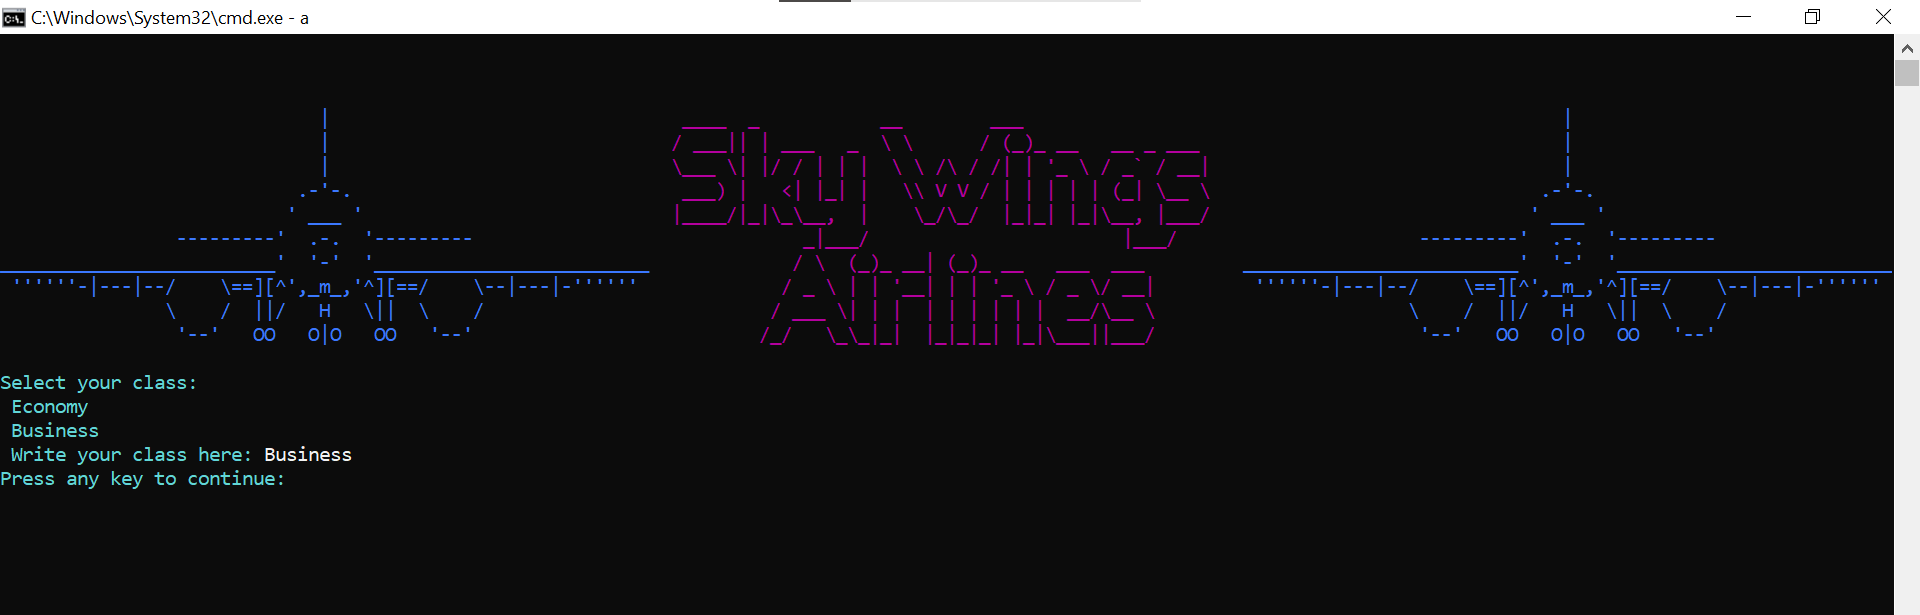 C:\Windows\System32\cmd.exe - a
Sky Wings
Airlines
Select your class:
Economy
Business
Write your class here: Business
Press any key to continue: